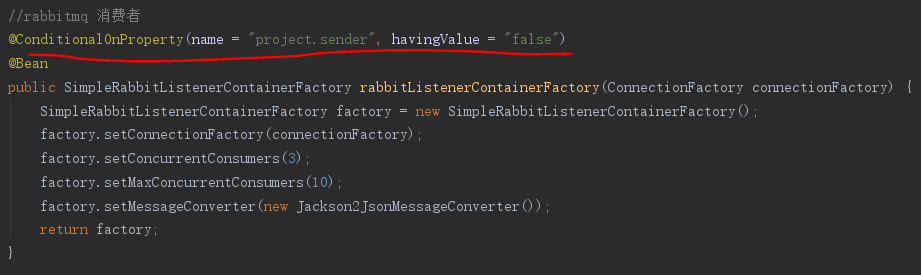 //rabbitmq 消费者
@ConditionalOnProperty(name = "project.sender", havingValue = "false")
@Bean
public SimpleRabbitListenerContainerFactory rabbitListenerContainerFactory(ConnectionFactory connectionFactory) {
    SimpleRabbitListenerContainerFactory factory = new SimpleRabbitListenerContainerFactory();
    factory.setConnectionFactory(connectionFactory);
    factory.setConcurrentConsumers(3);
    factory.setMaxConcurrentConsumers(10);
    factory.setMessageConverter(new Jackson2JsonMessageConverter());
    return factory;
}